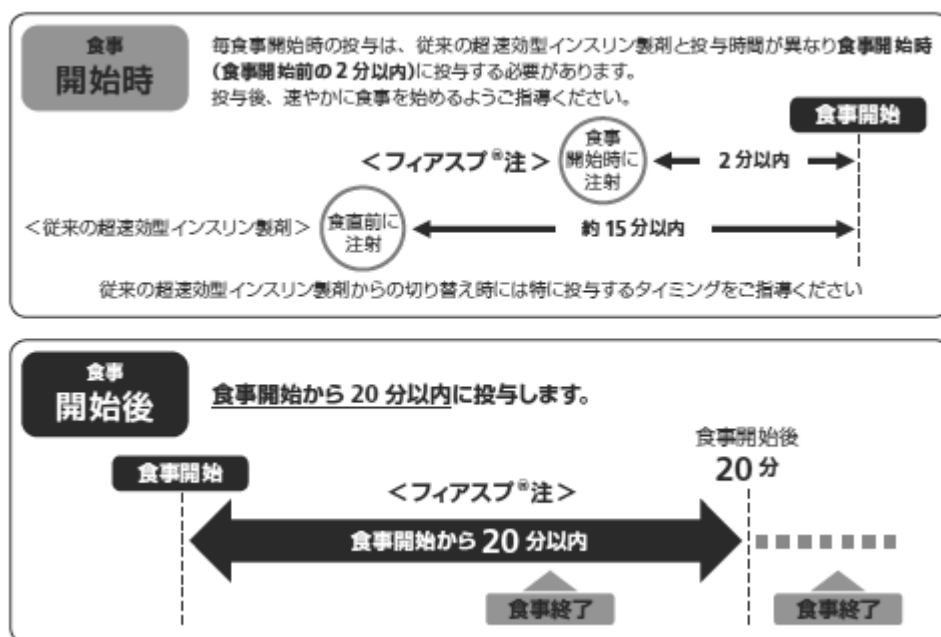 食事
開始時
毎食事開始時の投与は、従来の超速効型インスリン製剤と投与時間が異なり食事開始時
(食事開始前の2分以内)に投与する必要があります。
投与後、速やかに食事を始めるようご指導ください。
食事開始
<フィアスプ®注>
食事
開始時に
注射
2分以内
<従来の超速効型インスリン製剤>
食直前に
注射
約15分以内
従来の超速効型インスリン製剤からの切り替え時には特に投与するタイミングをご指導ください
食事
開始後
食事開始から20分以内に投与します。
食事開始後
20分
食事開始
<フィアスプ®注>
食事開始から20分以内
食事終了
食事終了